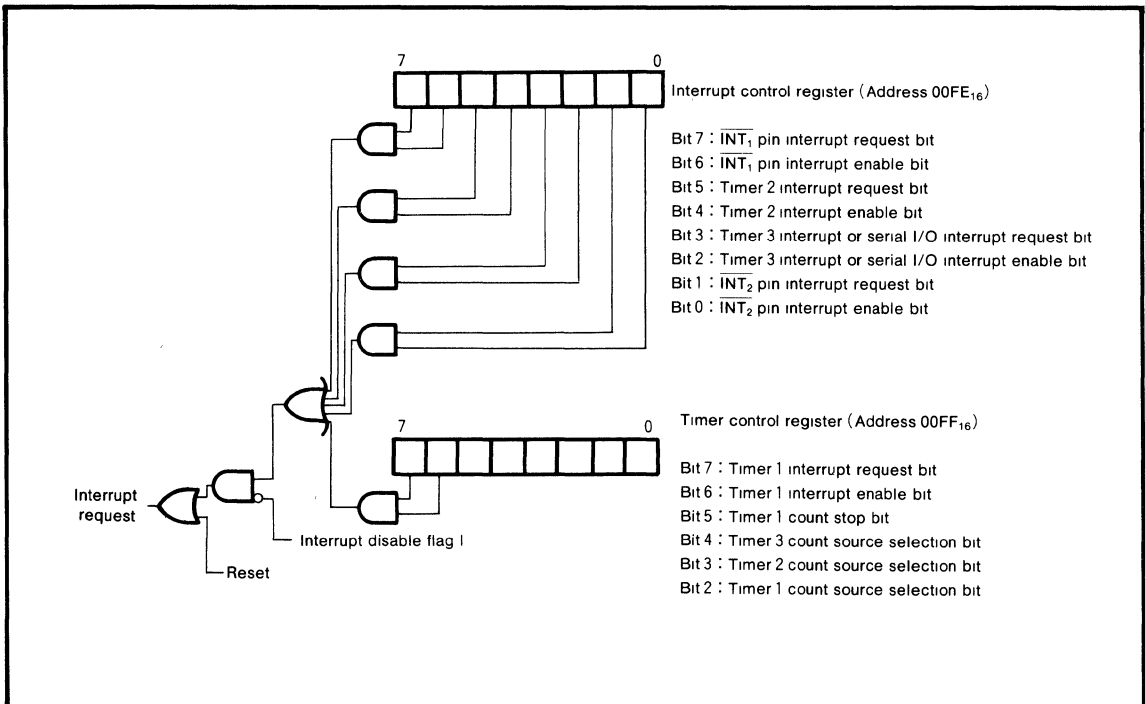 7 0
Interrupt control register (Address 00FE₁₆)
Bit 7 : INT₁ pin interrupt request bit
Bit 6 : INT₁ pin interrupt enable bit
Bit 5 : Timer 2 interrupt request bit
Bit 4 : Timer 2 interrupt enable bit
Bit 3 : Timer 3 interrupt or serial I/O interrupt request bit
Bit 2 : Timer 3 interrupt or serial I/O interrupt enable bit
Bit 1 : INT₂ pin interrupt request bit
Bit 0 : INT₂ pin interrupt enable bit
7 0
Timer control register (Address 00FF₁₆)
Bit 7 : Timer 1 interrupt request bit
Bit 6 : Timer 1 interrupt enable bit
Bit 5 : Timer 1 count stop bit
Bit 4 : Timer 3 count source selection bit
Bit 3 : Timer 2 count source selection bit
Bit 2 : Timer 1 count source selection bit
Interrupt
request
Interrupt disable flag I
Reset